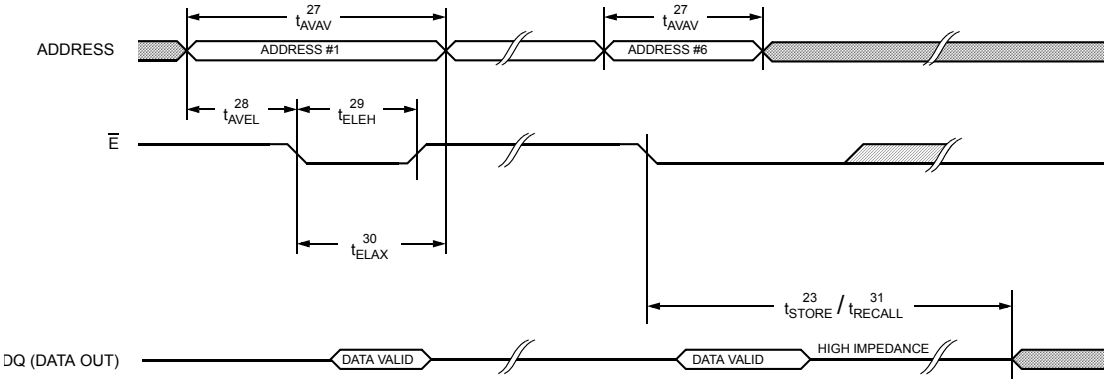 27
tAVAV
27
tAVAV
ADDRESS
ADDRESS #1
ADDRESS #6
28
tAVEL
29
tELEH
E̅
30
tELAX
23 31
tSTORE / tRECALL
DQ (DATA OUT)
DATA VALID
DATA VALID
HIGH IMPEDANCE